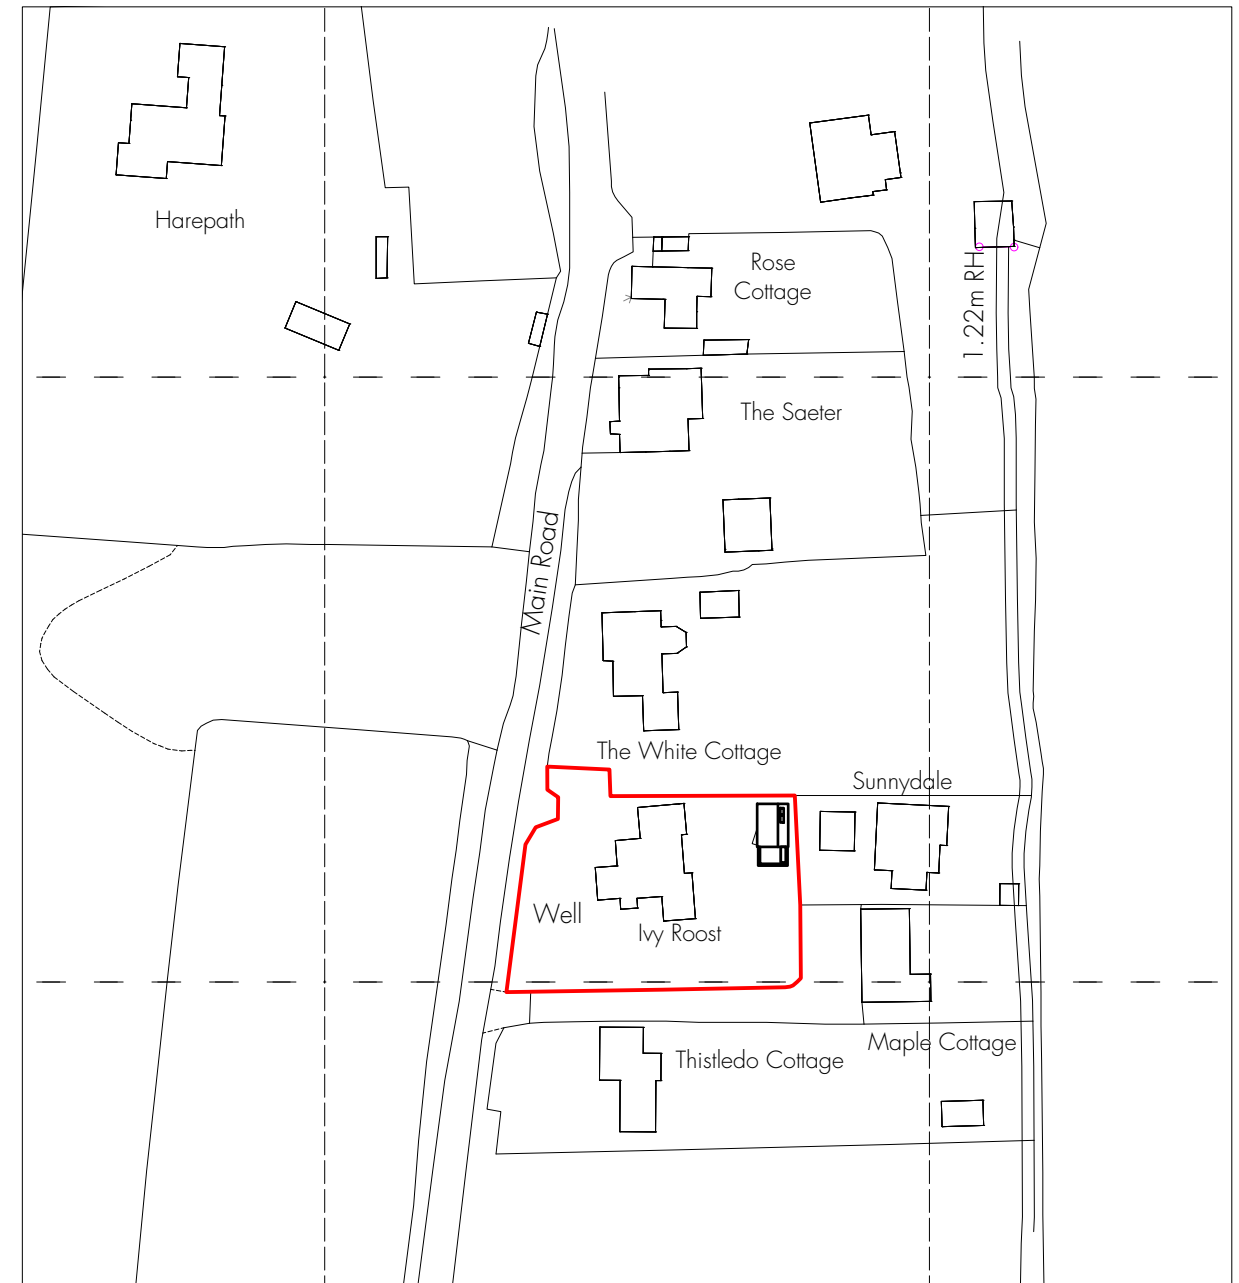 Harepath
Rose
Cottage
1.22m RH
The Saeter
Main Road
The White Cottage
Sunnydale
Well
Ivy Roost
Maple Cottage
Thistledo Cottage